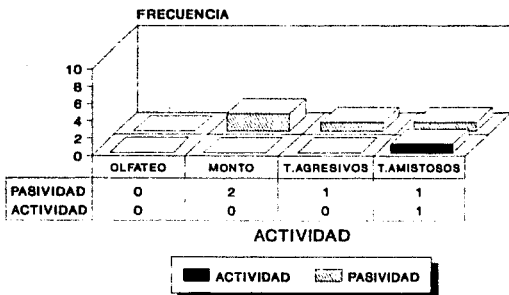 FRECUENCIA
10
8
6
4
2
0
OLFATEO MONTO T.AGRESIVOS T.AMISTOSOS
PASIVIDAD 0 2 1 1
ACTIVIDAD 0 0 0 1
ACTIVIDAD
ACTIVIDAD PASIVIDAD